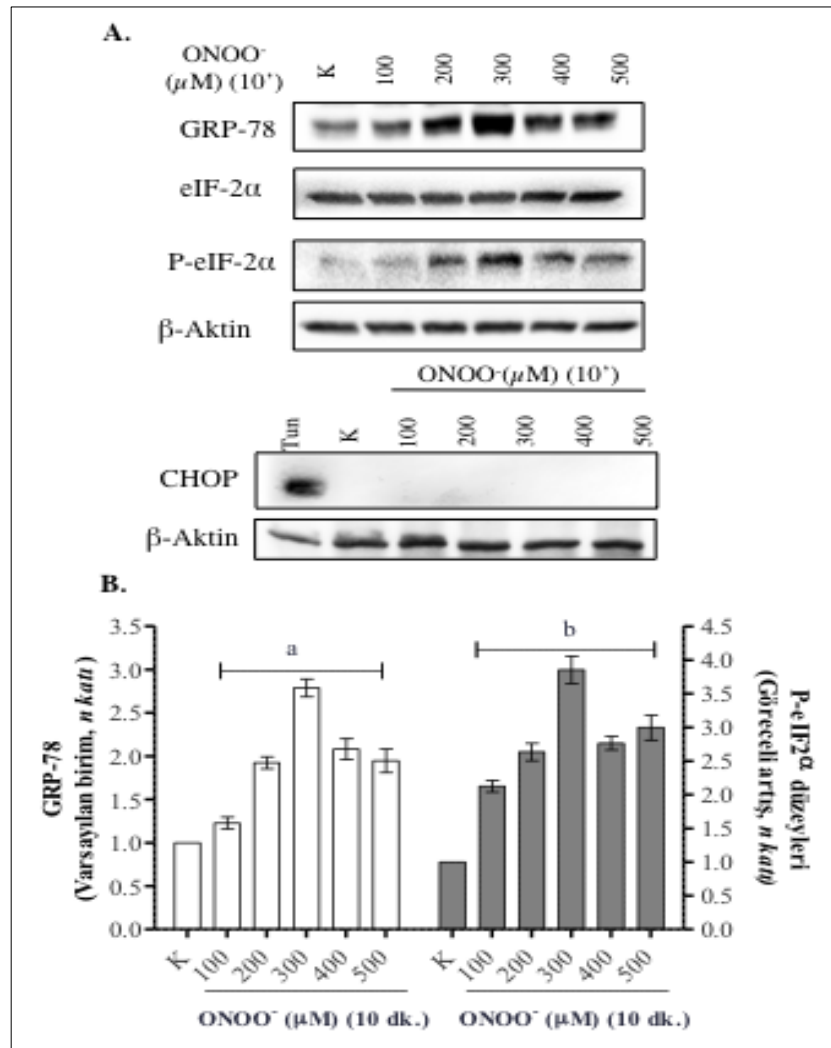 A.
ONOO⁻
(µM) (10’)
K 100 200 300 400 500
GRP-78
eIF-2α
P-eIF-2α
β-Aktin
ONOO⁻(µM) (10’)
Tun K 100 200 300 400 500
CHOP
β-Aktin
B.
GRP-78
(Varsayılan birim, n katı)
3.5
3.0
2.5
2.0
1.5
1.0
0.5
0.0
a
b
4.5
4.0
3.5
3.0
2.5
2.0
1.5
1.0
0.5
0.0
P-eIF2α düzeyleri
(Göreceli artış, n katı)
K 100 200 300 400 500 K 100 200 300 400 500
ONOO⁻ (µM) (10 dk.) ONOO⁻ (µM) (10 dk.)